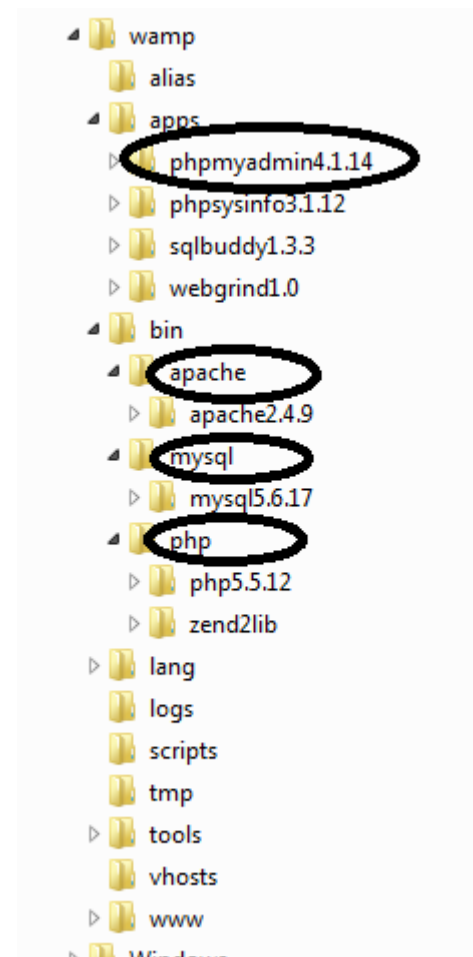 wamp
alias
apps
phpmyadmin4.1.14
phpsysinfo3.1.12
sqlbuddy1.3.3
webgrind1.0
bin
apache
apache2.4.9
mysql
mysql5.6.17
php
php5.5.12
zend2lib
lang
logs
scripts
tmp
tools
vhosts
www
Windows